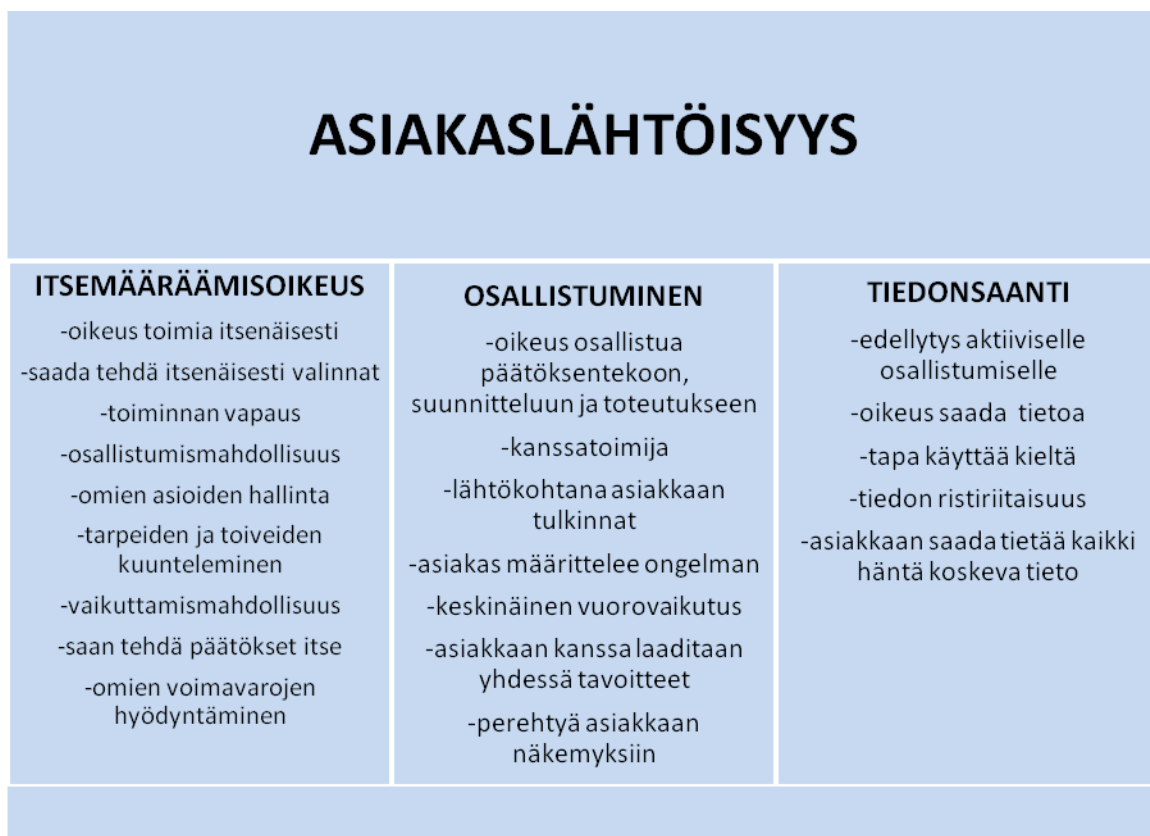 ASIAKASLÄHTÖISYYS
ITSEMÄÄRÄÄMISOIKEUS
-oikeus toimia itsenäisesti
-saada tehdä itsenäisesti valinnat
-toiminnan vapaus
-osallistumismahdollisuus
-omien asioiden hallinta
-tarpeiden ja toiveiden
kuunteleminen
-vaikuttamismahdollisuus
-saan tehdä päätökset itse
-omien voimavarojen
hyödyntäminen
OSALLISTUMINEN
-oikeus osallistua
päätöksentekoon,
suunnitteluun ja toteutukseen
-kanssatoimija
-lähtökohtana asiakkaan
tulkinnat
-asiakas määrittelee ongelman
-keskinäinen vuorovaikutus
-asiakkaan kanssa laaditaan
yhdessä tavoitteet
-perehtyä asiakkaan
näkemyksiin
TIEDONSAANTI
-edellytys aktiiviselle
osallistumiselle
-oikeus saada tietoa
-tapa käyttää kieltä
-tiedon ristiriitaisuus
-asiakkaan saada tietää kaikki
häntä koskeva tieto